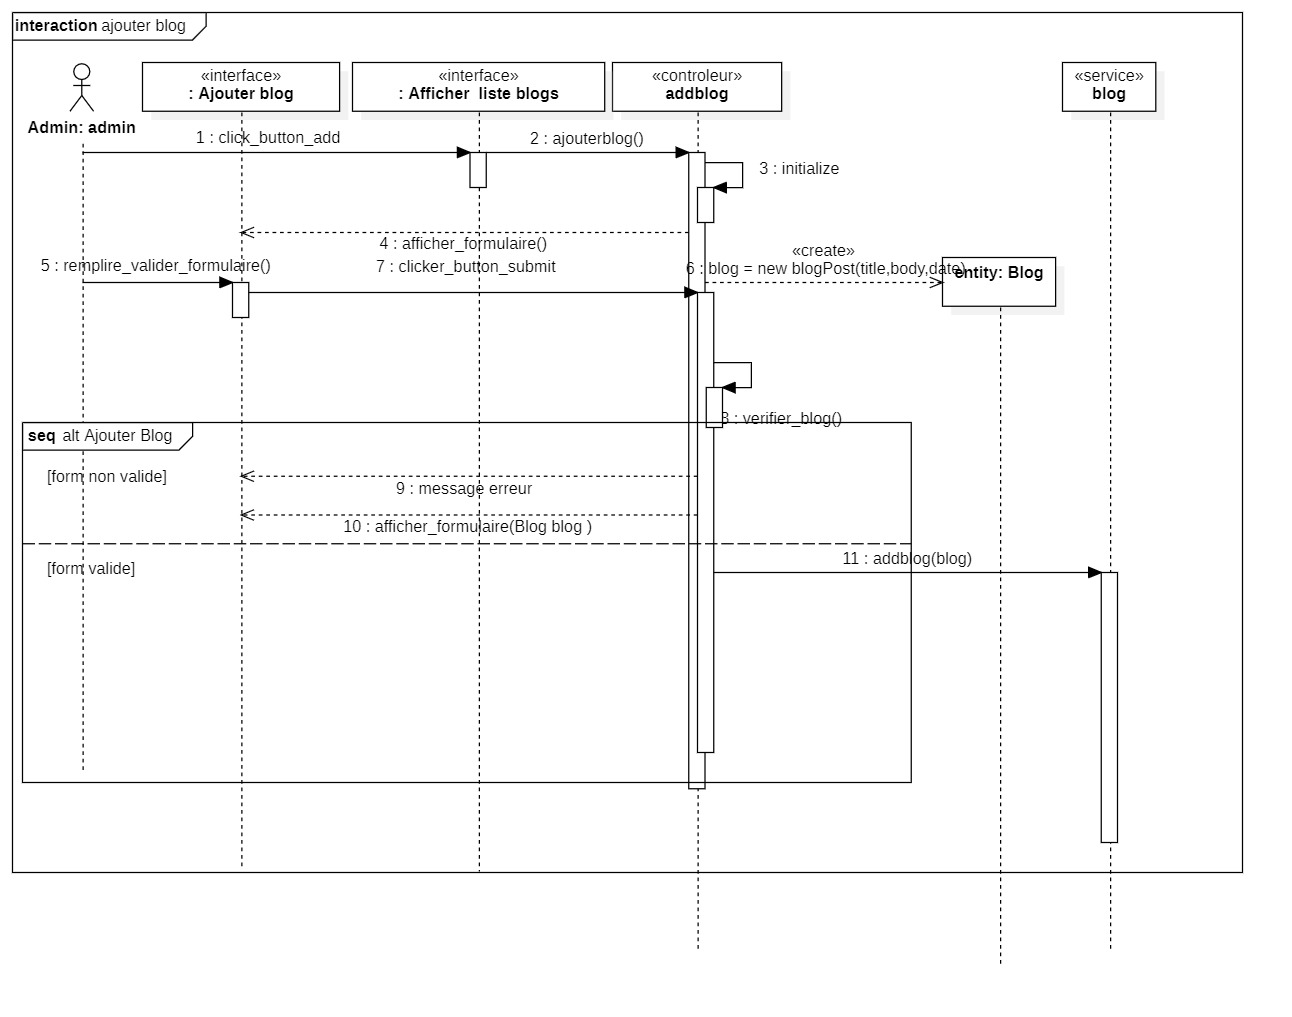 interaction ajouter blog
«interface»
: Ajouter blog
«interface»
: Afficher liste blogs
«controleur»
addblog
«service»
blog
Admin: admin
1 : click_button_add
2 : ajouterblog()
3 : initialize
4 : afficher_formulaire()
«create»
5 : remplire_valider_formulaire()
7 : clicker_button_submit
6 : blog = new blogPost(title,body,date)
entity: Blog
8 : verifier_blog()
seq alt Ajouter Blog
[form non valide]
9 : message erreur
10 : afficher_formulaire(Blog blog )
11 : addblog(blog)
[form valide]